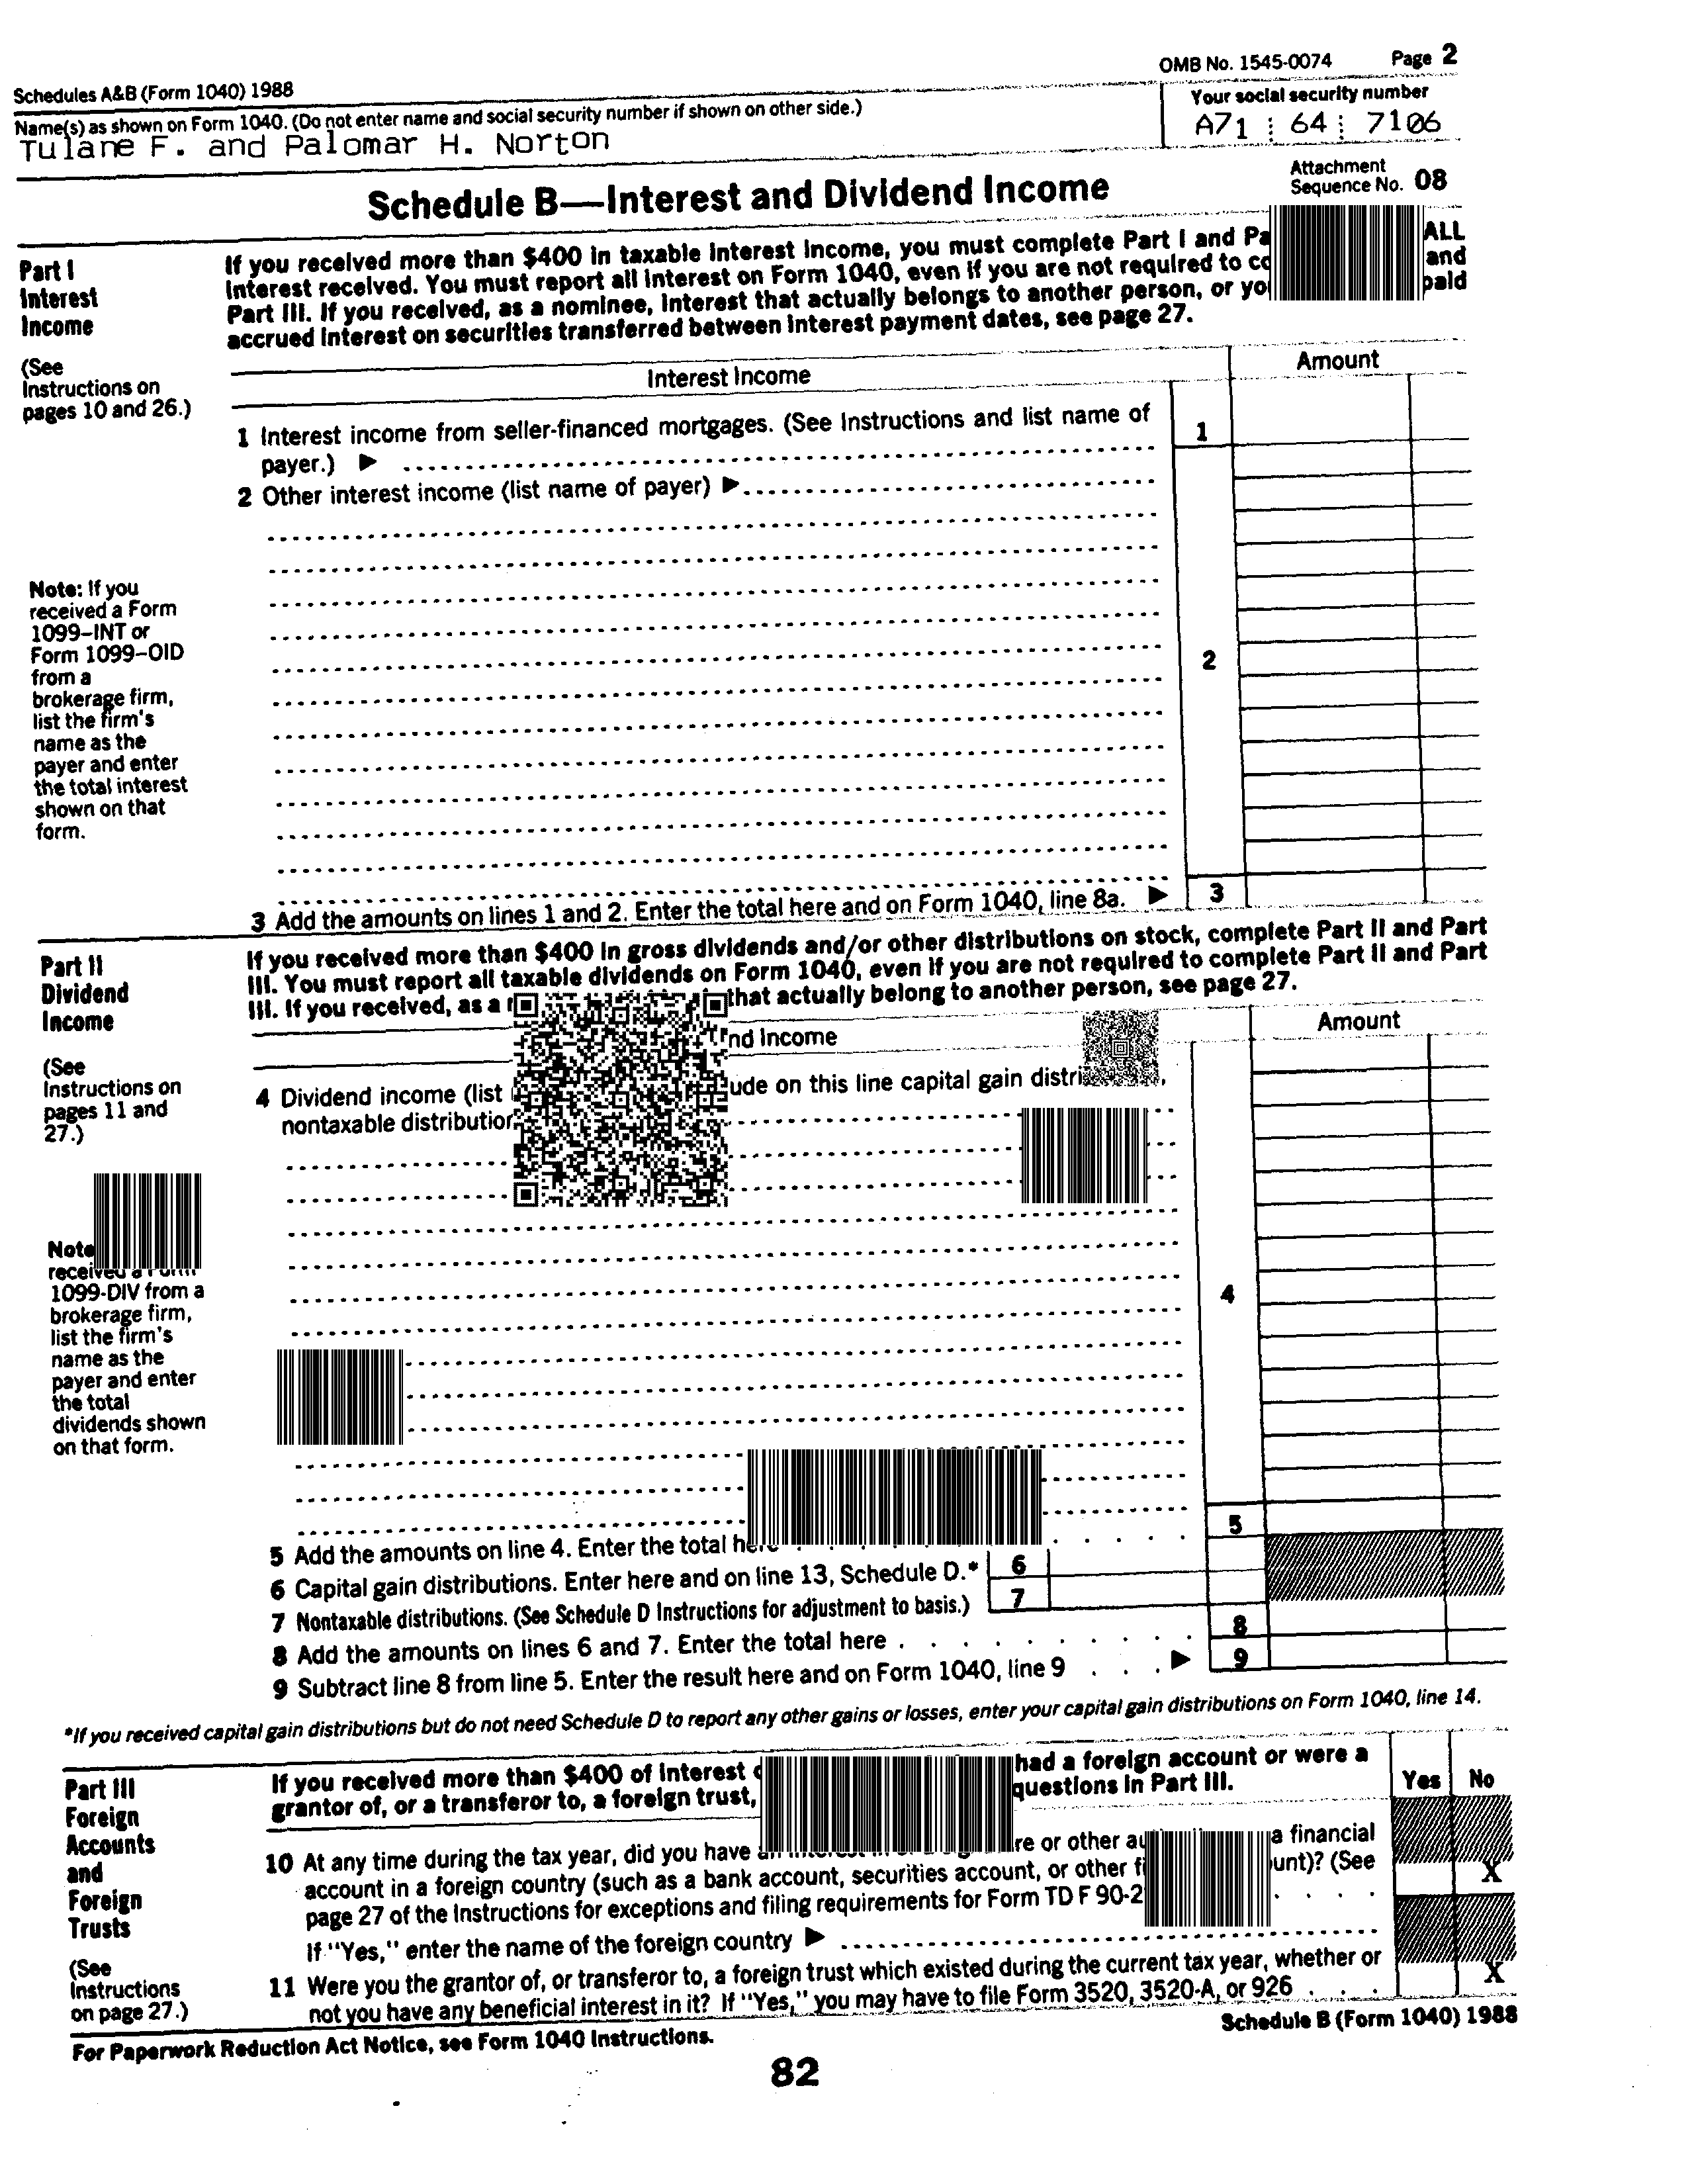 Schedules A&B (Form 1040) 1988
OMB No. 1545-0074 Page 2
Name(s) as shown on Form 1040. (Do not enter name and social security number if shown on other side.)
Your social security number
Tulane F. and Palomar H. Norton
A71 64 7106
Schedule B—Interest and Dividend Income
Attachment
Sequence No. 08
Part I
Interest
Income
If you received more than $400 in taxable interest income, you must complete Part I and ALL
interest received. You must report all interest on Form 1040, even if you are not required to and
Part III. If you received, as a nominee, interest that actually belongs to another person, or paid
accrued interest on securities transferred between interest payment dates, see page 27.
(See
Instructions on
pages 10 and 26.)
Interest Income
Amount
1 Interest income from seller-financed mortgages. (See Instructions and list name of
payer.) ▶
1
2 Other interest income (list name of payer) ▶
Note: If you
received a Form
1099–INT or
Form 1099–OID
from a
brokerage firm,
list the firm's
name as the
payer and enter
the total interest
shown on that
form.
2
3 Add the amounts on lines 1 and 2. Enter the total here and on Form 1040, line 8a. ▶ 3
Part II
Dividend
Income
If you received more than $400 in gross dividends and/or other distributions on stock, complete Part II and Part
III. You must report all taxable dividends on Form 1040, even if you are not required to complete Part II and Part
III. If you received, as a that actually belong to another person, see page 27.
Income
Amount
(See
Instructions on
pages 11 and
27.)
4 Dividend income (list on this line capital gain
nontaxable
Note
received a
1099-DIV from a
brokerage firm,
list the firm's
name as the
payer and enter
the total
dividends shown
on that form.
4
5 Add the amounts on line 4. Enter the total 5
6 Capital gain distributions. Enter here and on line 13, Schedule D.* 6
7 Nontaxable distributions. (See Schedule D Instructions for adjustment to basis.) 7
8 Add the amounts on lines 6 and 7. Enter the total here 8
9 Subtract line 8 from line 5. Enter the result here and on Form 1040, line 9 ▶ 9
*If you received capital gain distributions but do not need Schedule D to report any other gains or losses, enter your capital gain distributions on Form 1040, line 14.
Part III
Foreign
Accounts
and
Foreign
Trusts
(See
Instructions
on page 27.)
If you received more than $400 of interest had a foreign account or were a
grantor of, or a transferor to, a foreign trust, questions in Part III.
Yes No
10 At any time during the tax year, did you have or other a financial
account in a foreign country (such as a bank account, securities account, or other (See
page 27 of the Instructions for exceptions and filing requirements for Form TD F
X
If "Yes," enter the name of the foreign country ▶
11 Were you the grantor of, or transferor to, a foreign trust which existed during the current tax year, whether or
not you have any beneficial interest in it? If "Yes," you may have to file Form 3520, 3520-A, or 926
X
For Paperwork Reduction Act Notice, see Form 1040 Instructions.
Schedule B (Form 1040) 1988
82